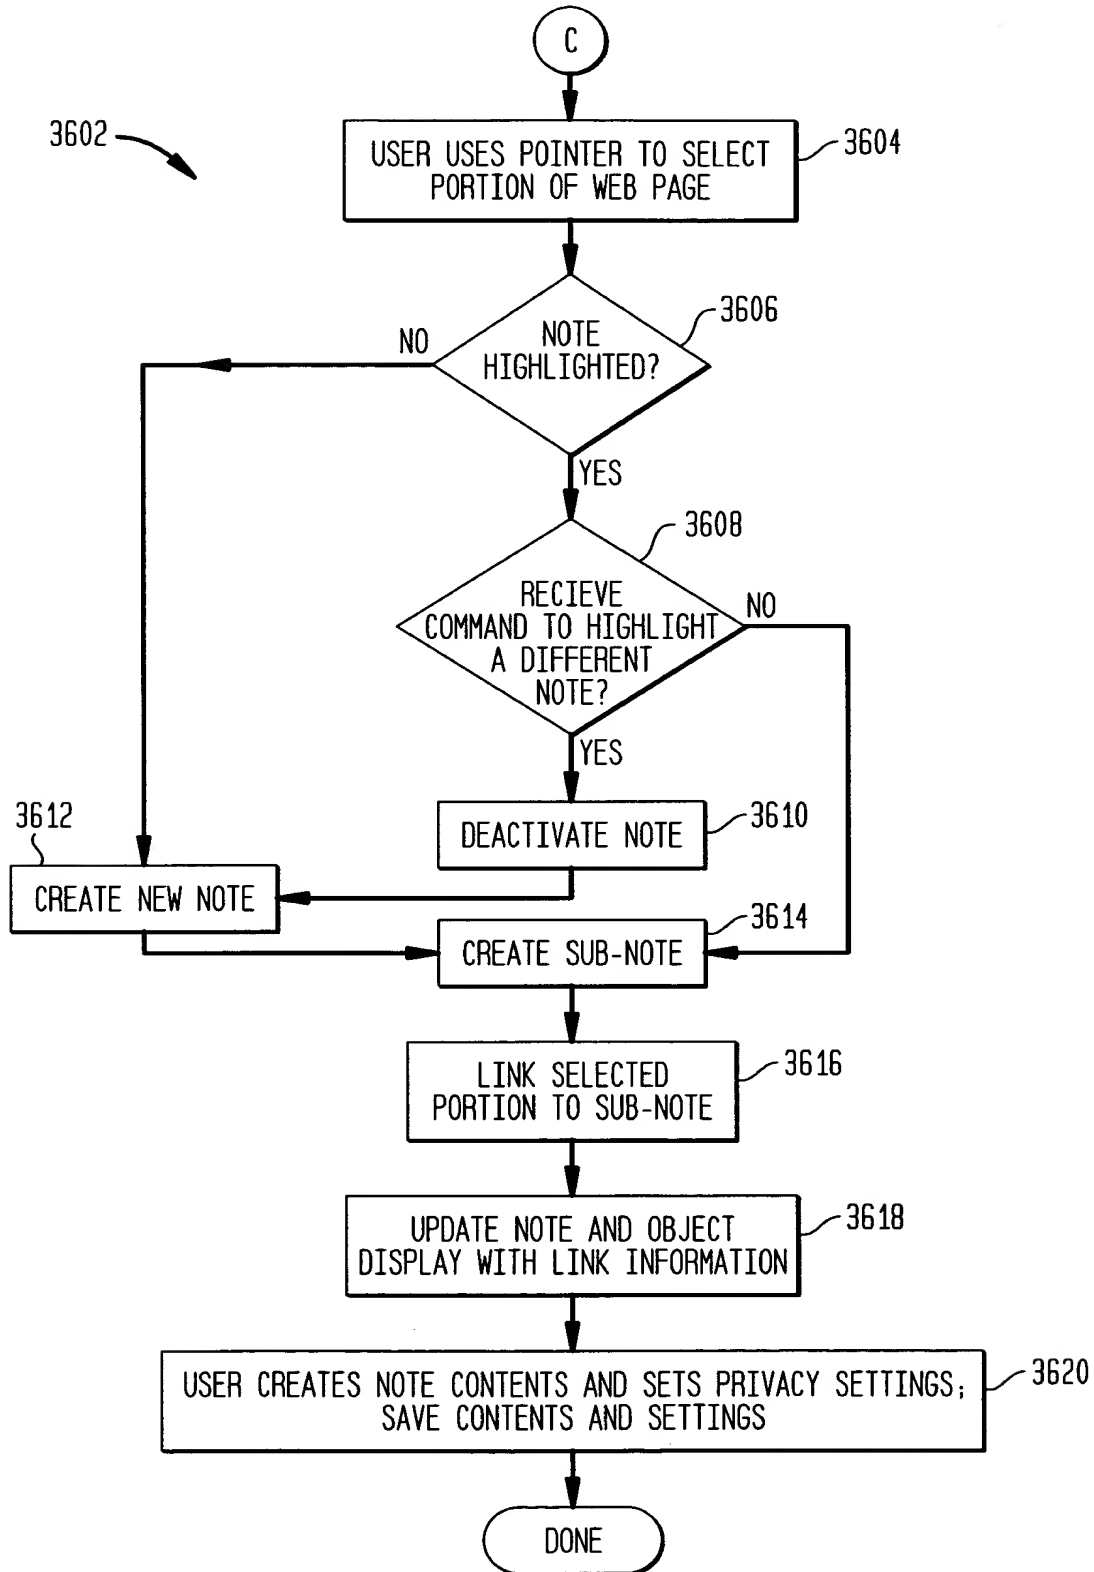 C
3602
USER USES POINTER TO SELECT
PORTION OF WEB PAGE
3604
NOTE
HIGHLIGHTED?
3606
NO
YES
RECIEVE
COMMAND TO HIGHLIGHT
A DIFFERENT
NOTE?
3608
NO
YES
DEACTIVATE NOTE
3610
3612
CREATE NEW NOTE
CREATE SUB-NOTE
3614
LINK SELECTED
PORTION TO SUB-NOTE
3616
UPDATE NOTE AND OBJECT
DISPLAY WITH LINK INFORMATION
3618
USER CREATES NOTE CONTENTS AND SETS PRIVACY SETTINGS;
SAVE CONTENTS AND SETTINGS
3620
DONE